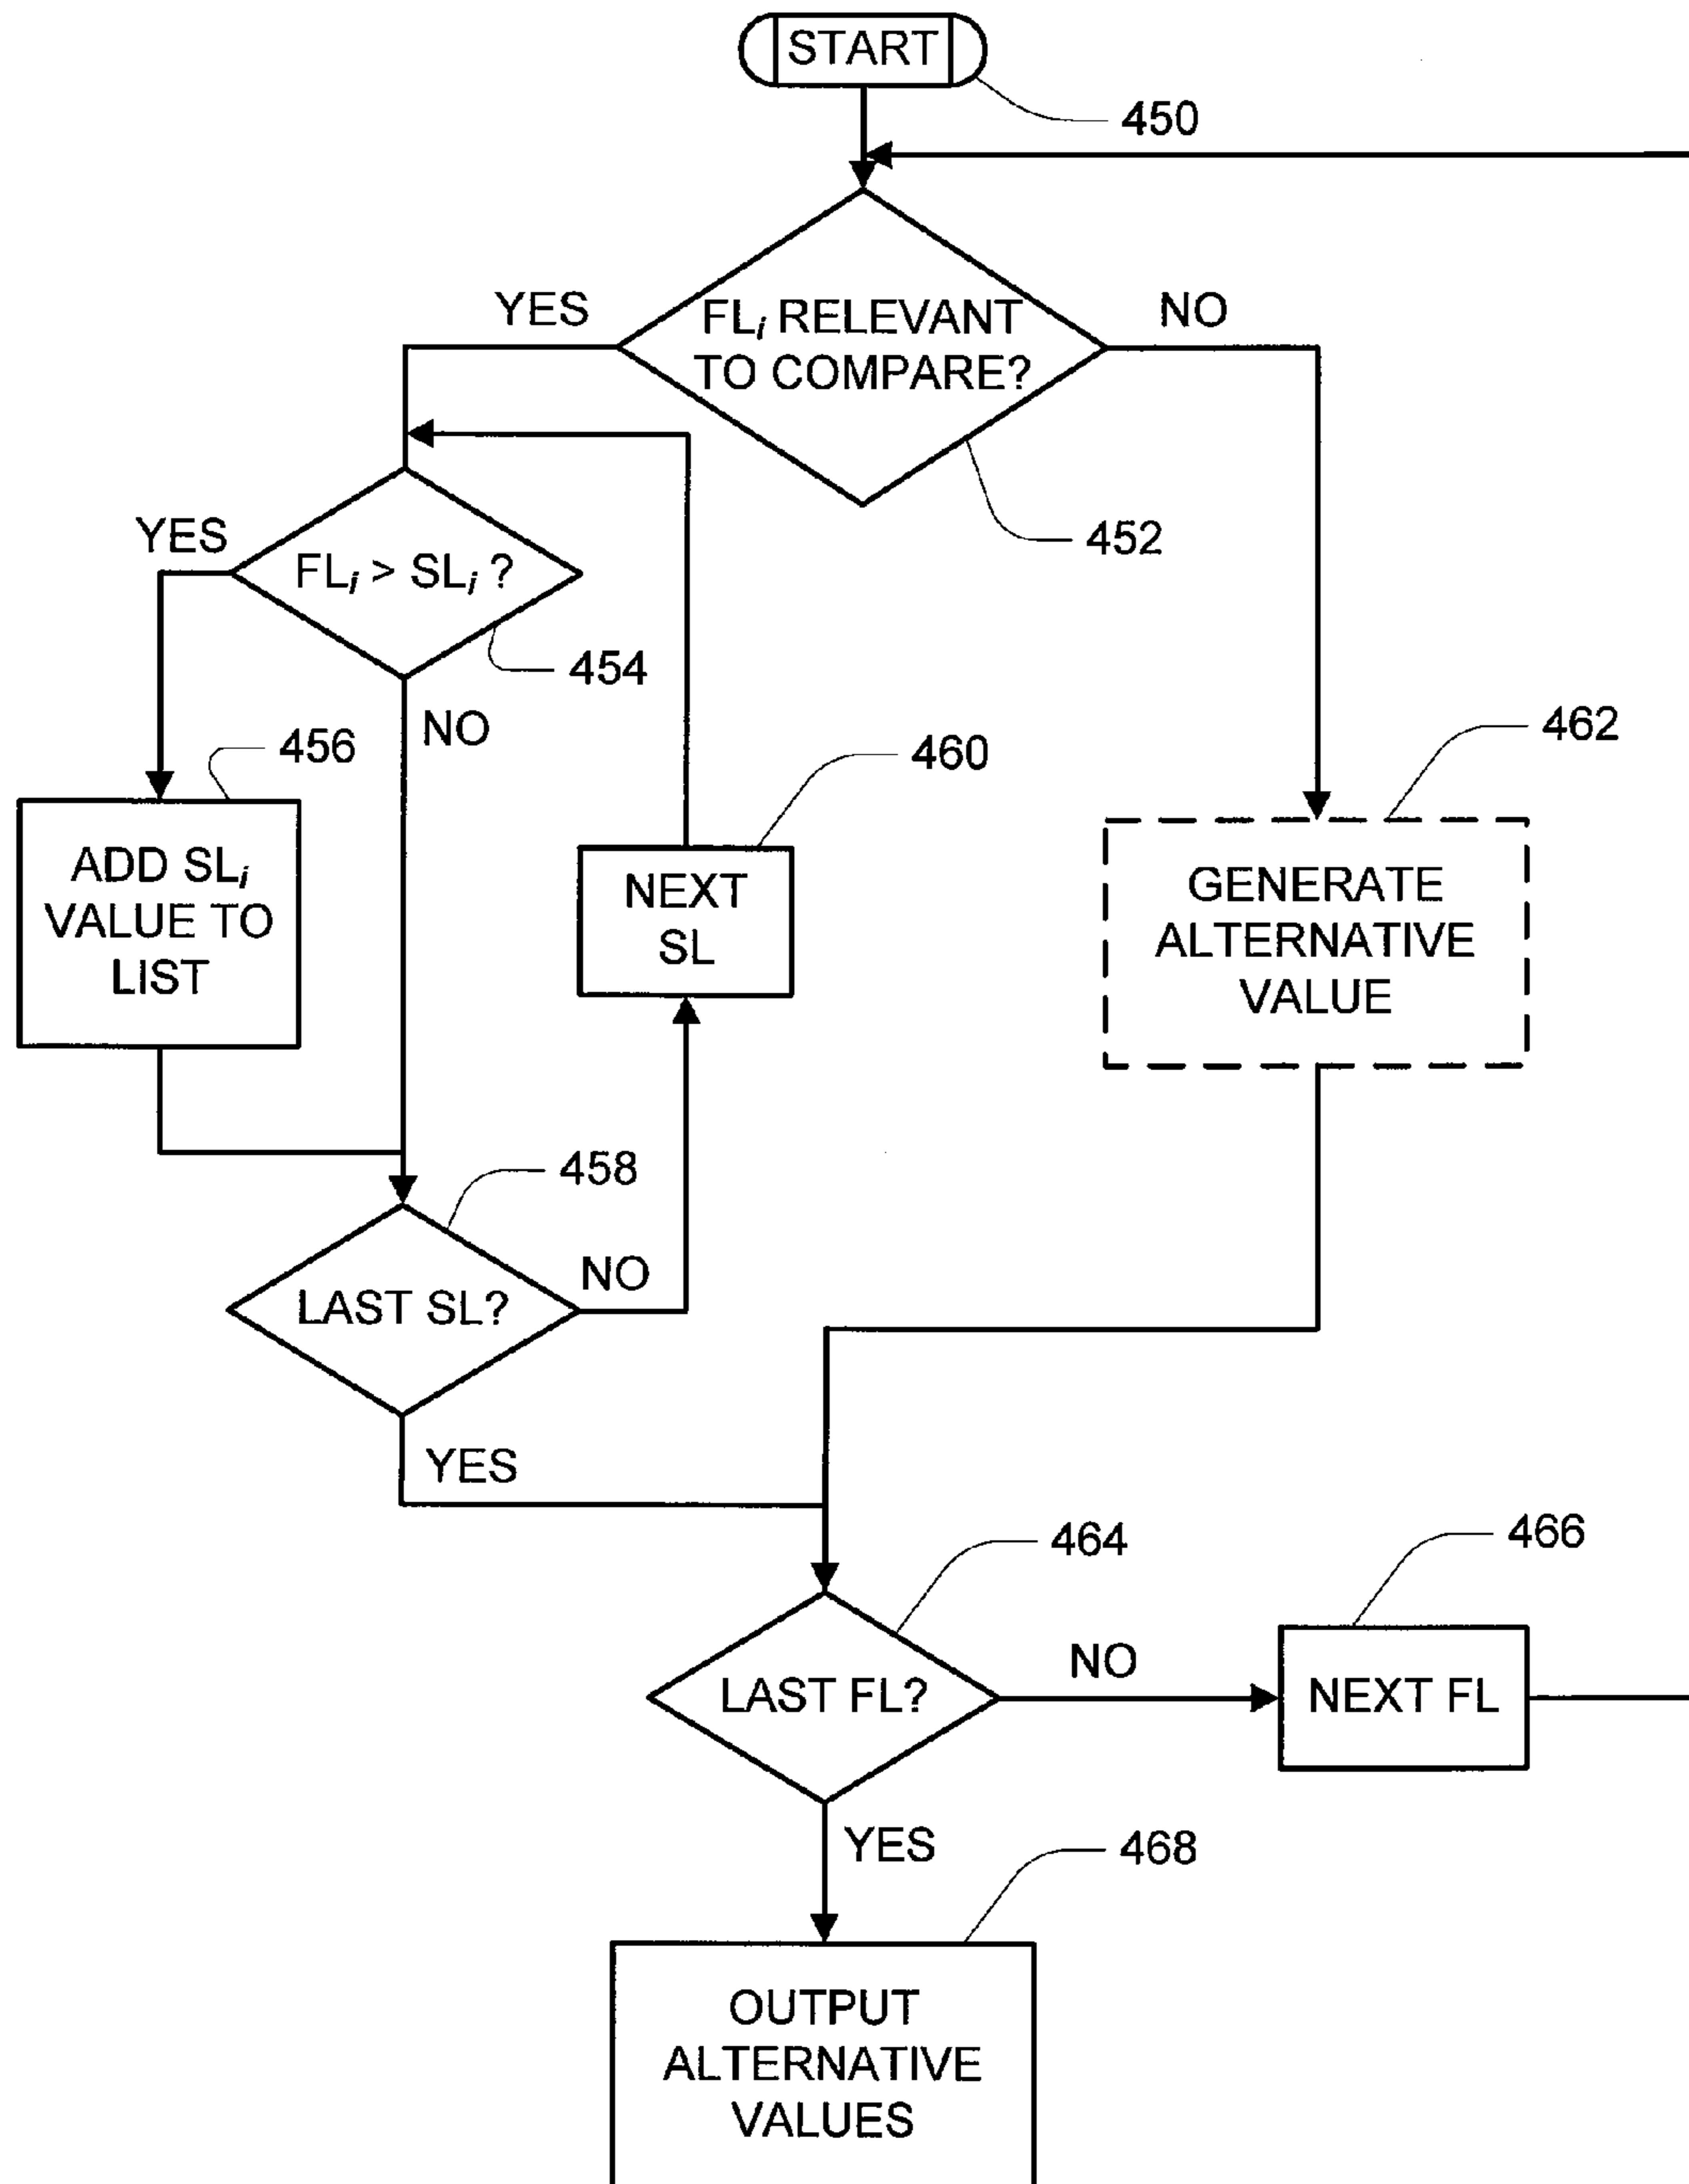 START
450
YES
NO
FLi RELEVANT
TO COMPARE?
452
YES
FLi > SLi ?
454
NO
456
460
462
ADD SLi
VALUE TO
LIST
NEXT
SL
GENERATE
ALTERNATIVE
VALUE
458
NO
LAST SL?
YES
464
466
NO
LAST FL?
NEXT FL
YES
468
OUTPUT
ALTERNATIVE
VALUES